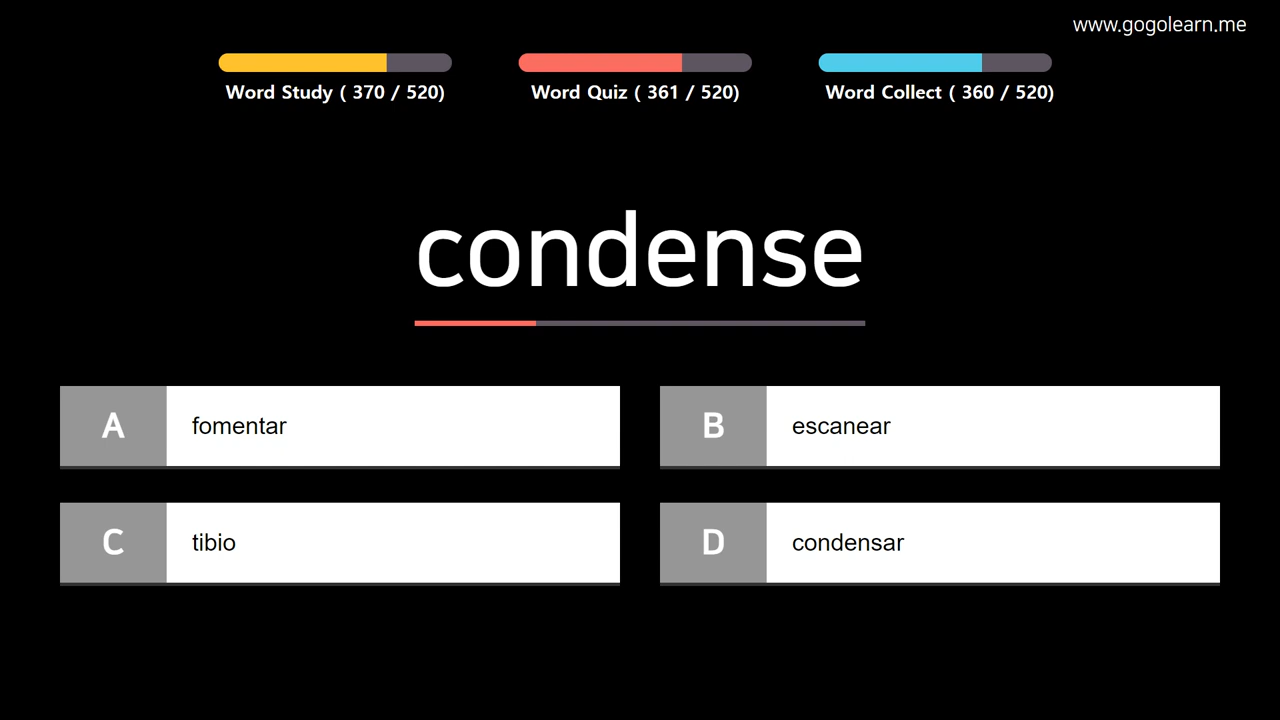 www.gogolearn.me
Word Study ( 370 / 520)
Word Quiz ( 361 / 520)
Word Collect ( 360 / 520)
condense
A fomentar
B escanear
C tibio
D condensar